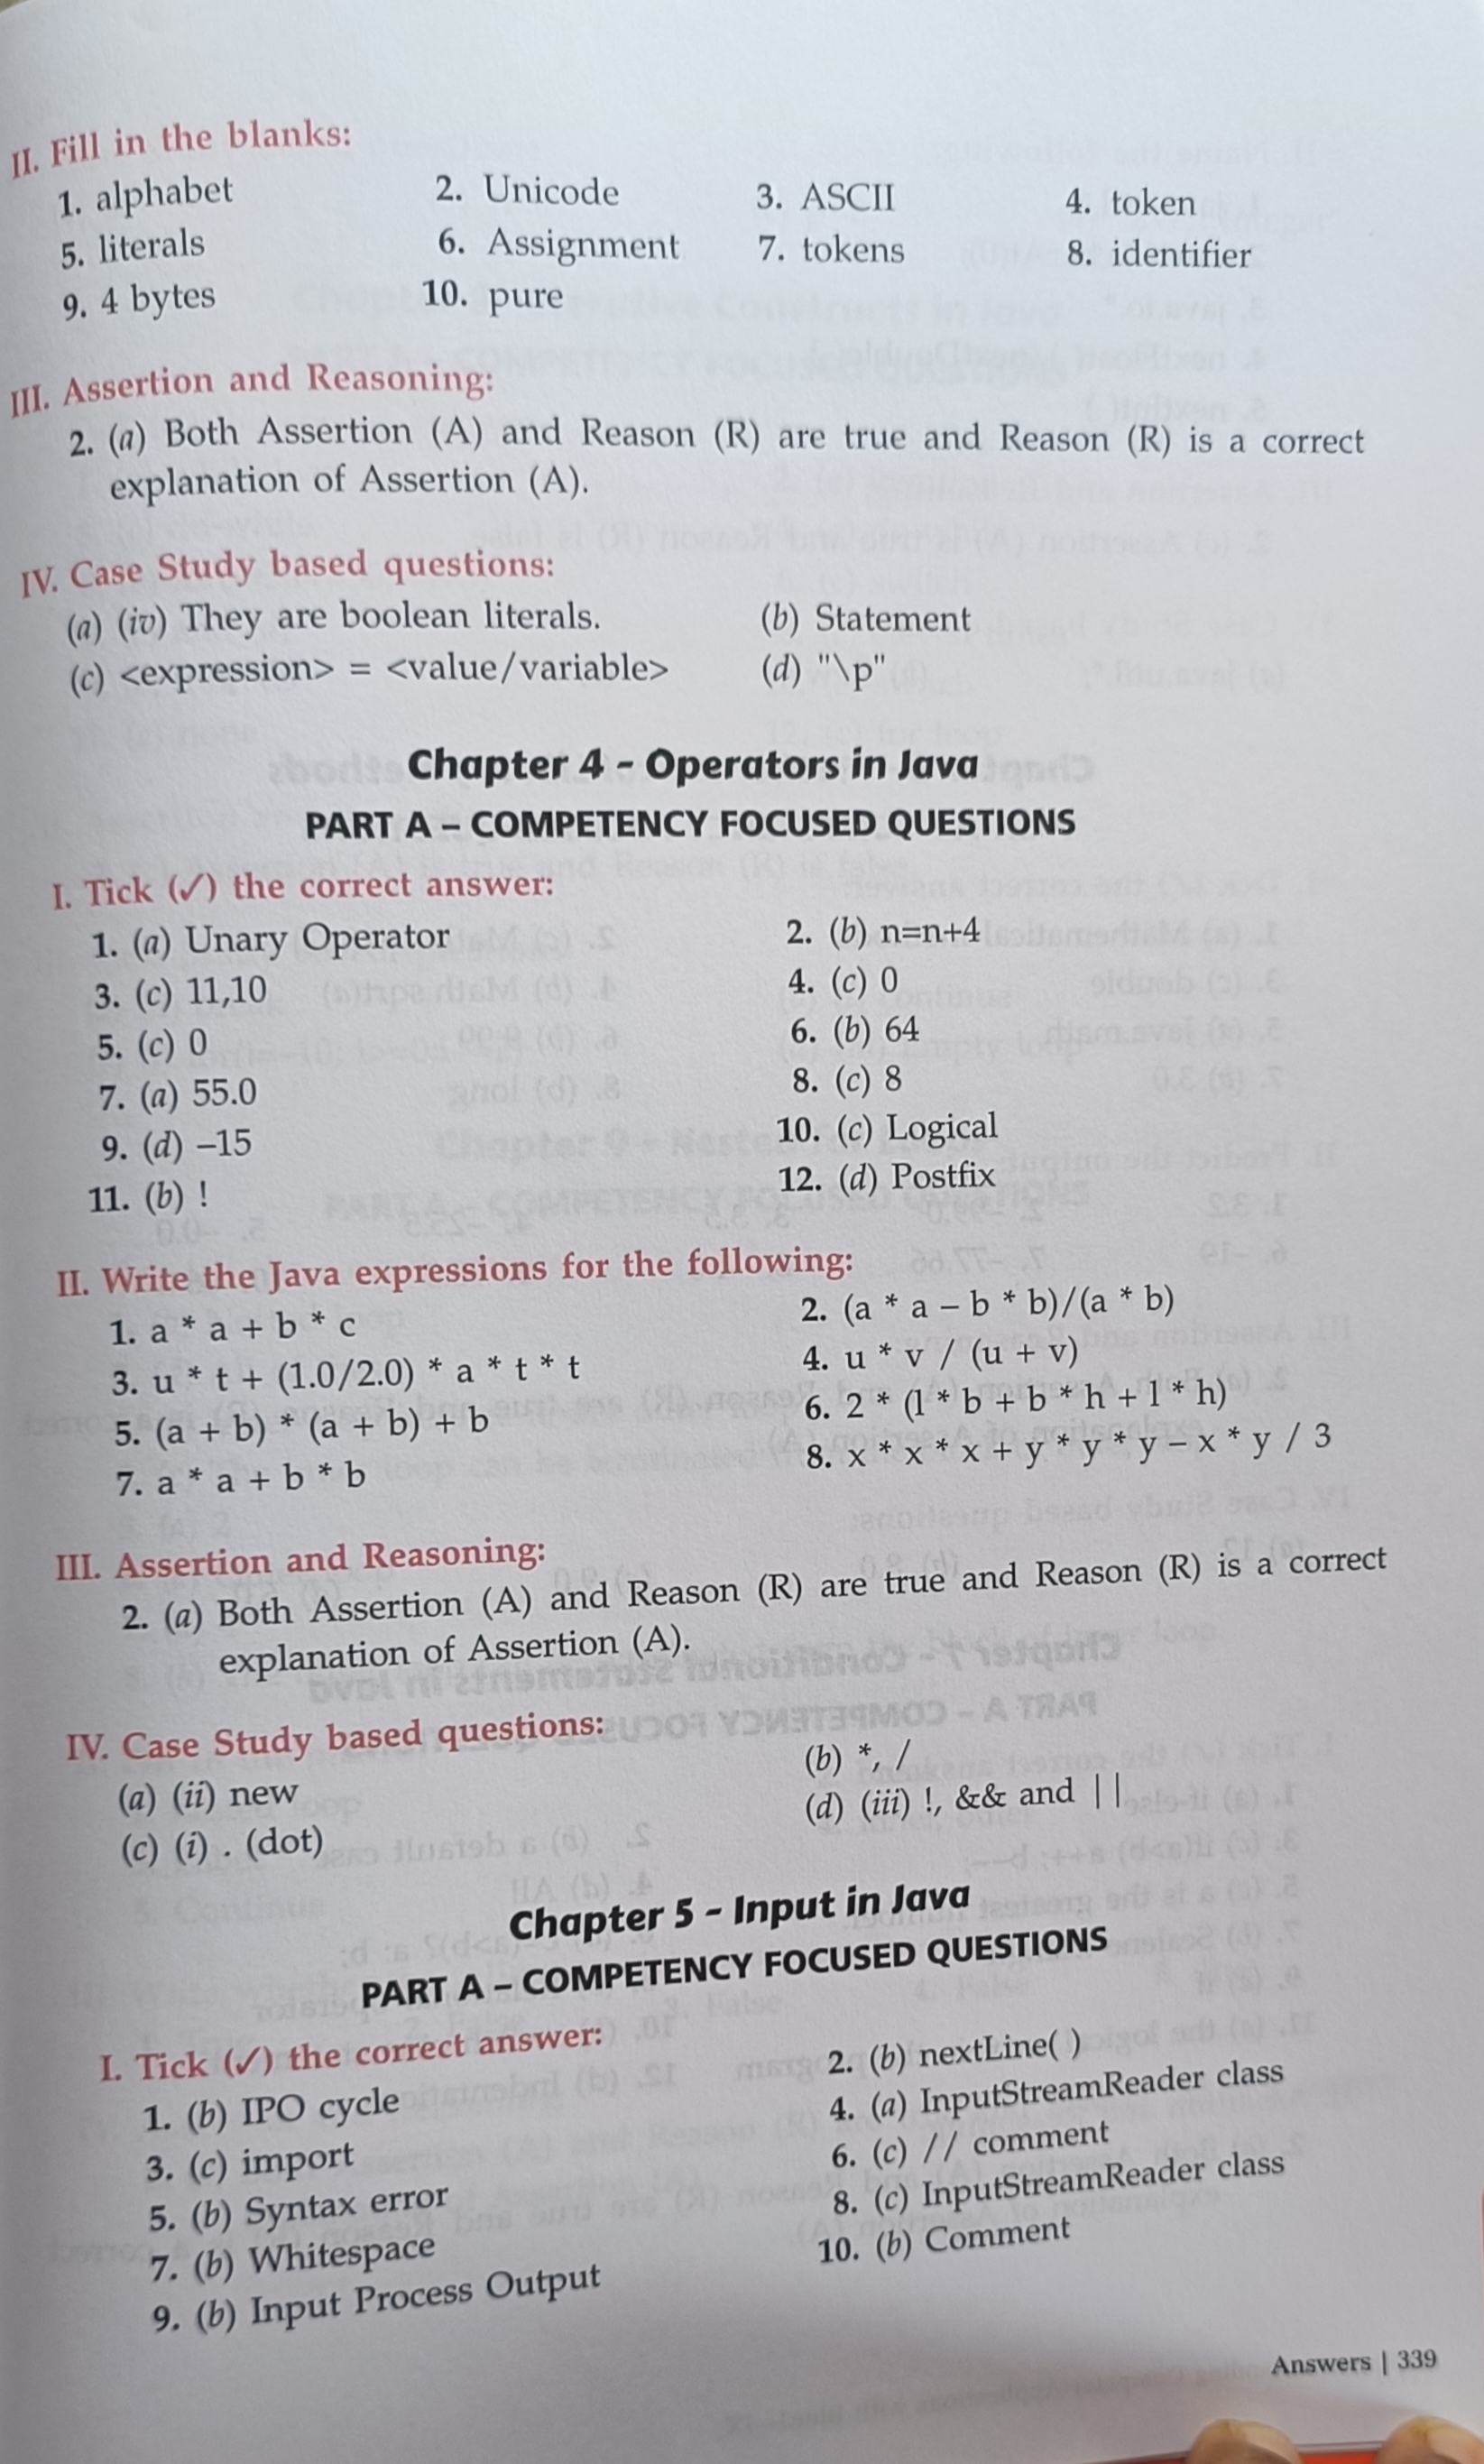 II. Fill in the blanks:
1. alphabet 2. Unicode 3. ASCII 4. token
5. literals 6. Assignment 7. tokens 8. identifier
9. 4 bytes 10. pure
III. Assertion and Reasoning:
2. (a) Both Assertion (A) and Reason (R) are true and Reason (R) is a correct
explanation of Assertion (A).
IV. Case Study based questions:
(a) (iv) They are boolean literals. (b) Statement
(c) <expression> = <value/variable> (d) "\p"
Chapter 4 - Operators in Java
PART A – COMPETENCY FOCUSED QUESTIONS
I. Tick (✓) the correct answer:
1. (a) Unary Operator 2. (b) n=n+4
3. (c) 11,10 4. (c) 0
5. (c) 0 6. (b) 64
7. (a) 55.0 8. (c) 8
9. (d) –15 10. (c) Logical
11. (b) ! 12. (d) Postfix
II. Write the Java expressions for the following:
1. a * a + b * c 2. (a * a – b * b)/(a * b)
3. u * t + (1.0/2.0) * a * t * t 4. u * v / (u + v)
5. (a + b) * (a + b) + b 6. 2 * (l * b + b * h + l * h)
7. a * a + b * b 8. x * x * x + y * y * y – x * y / 3
III. Assertion and Reasoning:
2. (a) Both Assertion (A) and Reason (R) are true and Reason (R) is a correct
explanation of Assertion (A).
IV. Case Study based questions:
(a) (ii) new (b) *, /
(c) (i) . (dot) (d) (iii) !, && and ||
Chapter 5 - Input in Java
PART A – COMPETENCY FOCUSED QUESTIONS
I. Tick (✓) the correct answer:
1. (b) IPO cycle 2. (b) nextLine( )
3. (c) import 4. (a) InputStreamReader class
5. (b) Syntax error 6. (c) // comment
7. (b) Whitespace 8. (c) InputStreamReader class
9. (b) Input Process Output 10. (b) Comment
Answers | 339